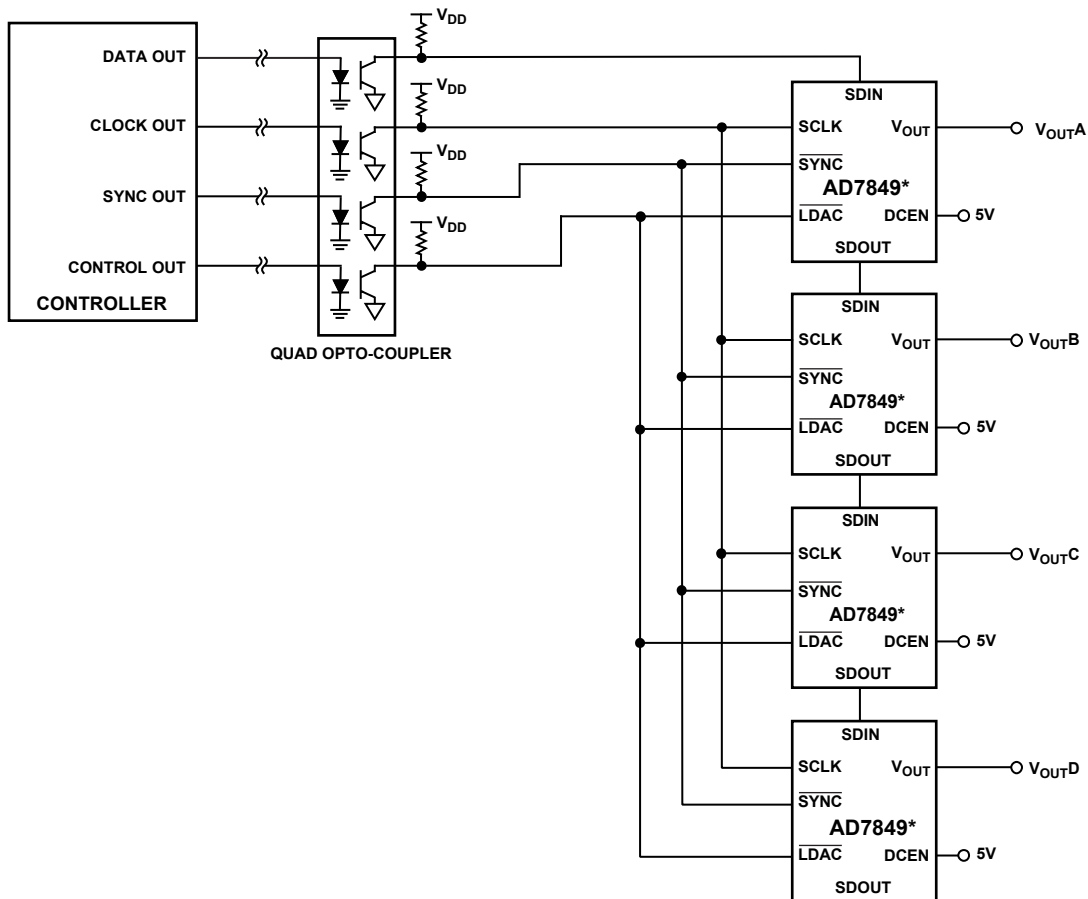 DATA OUT
CLOCK OUT
SYNC OUT
CONTROL OUT
CONTROLLER
QUAD OPTO-COUPLER
VDD
VDD
VDD
VDD
SDIN
SCLK
VOUT
VOUTA
SYNC
AD7849*
LDAC
DCEN
5V
SDOUT
SDIN
SCLK
VOUT
VOUTB
SYNC
AD7849*
LDAC
DCEN
5V
SDOUT
SDIN
SCLK
VOUT
VOUTC
SYNC
AD7849*
LDAC
DCEN
5V
SDOUT
SDIN
SCLK
VOUT
VOUTD
SYNC
AD7849*
LDAC
DCEN
5V
SDOUT